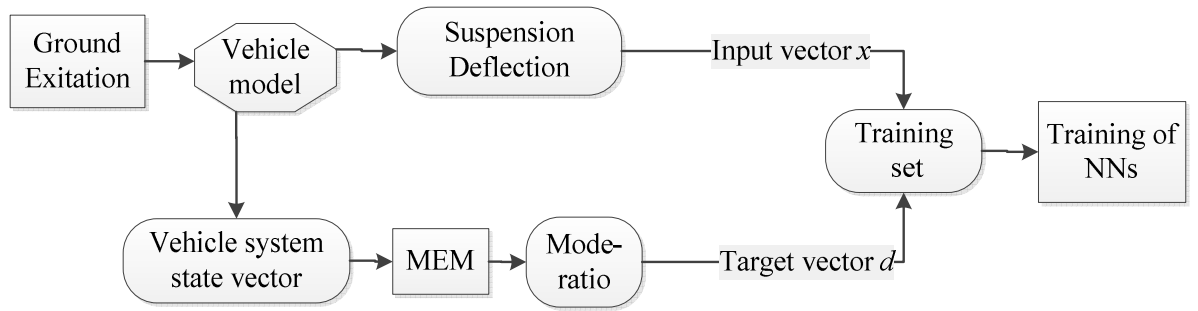 Ground
Exitation
Vehicle
model
Suspension
Deflection
Input vector x
Training
set
Training of
NNs
Vehicle system
state vector
MEM
Mode-
ratio
Target vector d